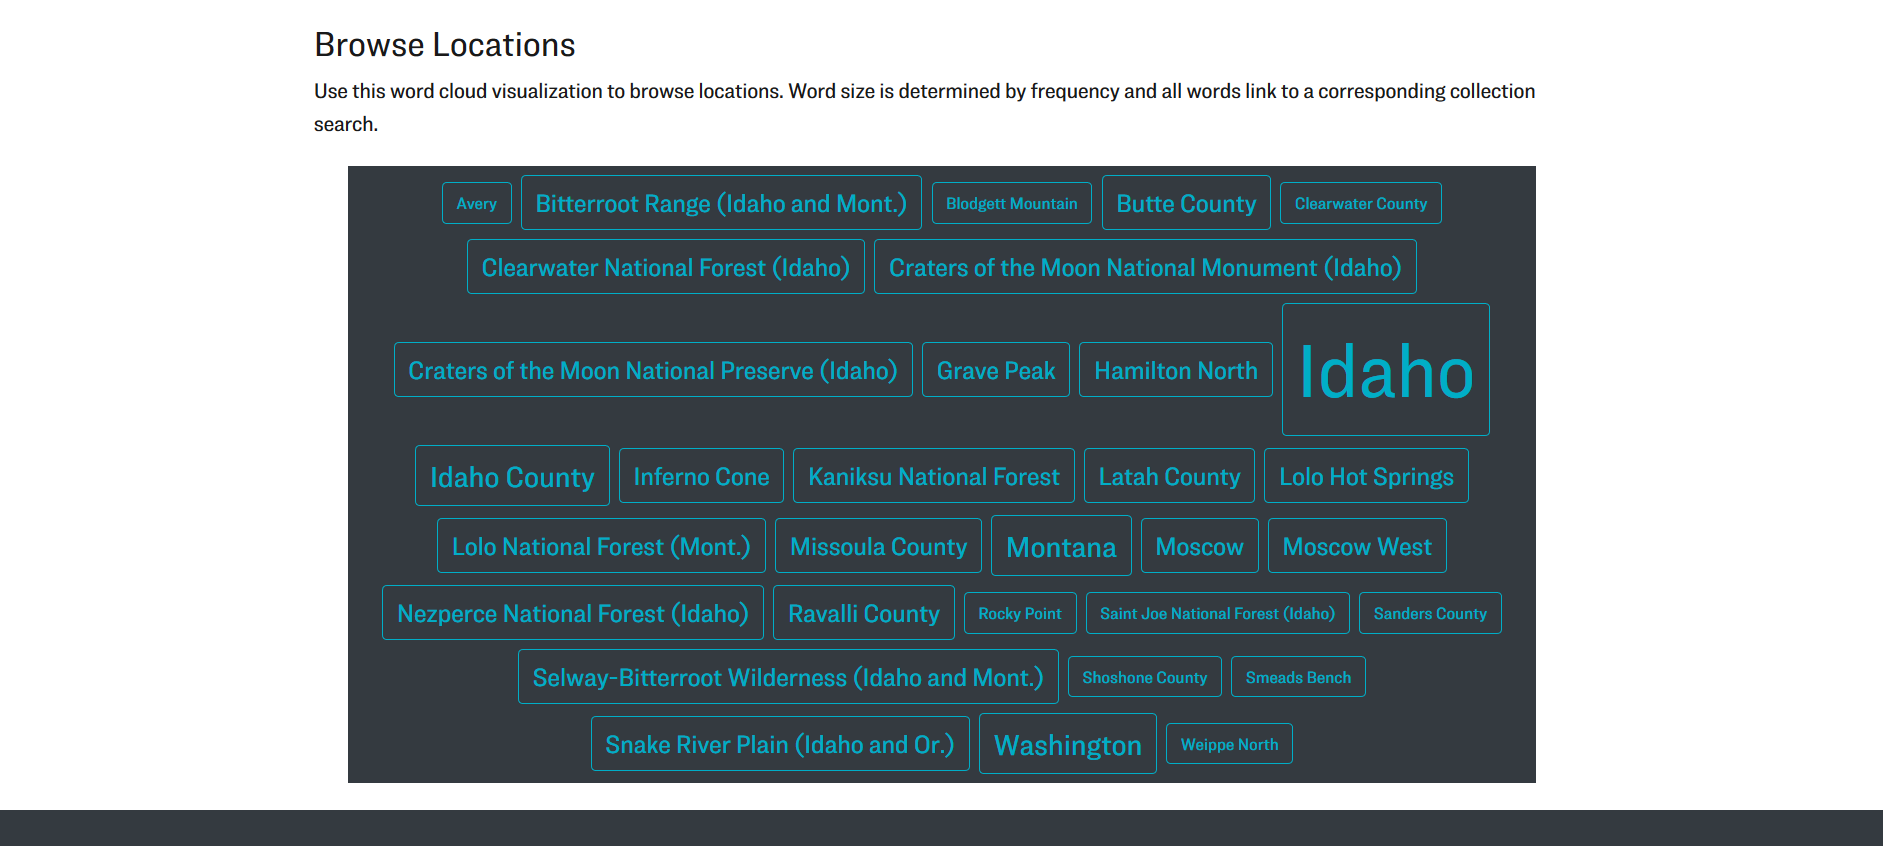 Browse Locations
Use this word cloud visualization to browse locations. Word size is determined by frequency and all words link to a corresponding collection
search.
Avery Bitterroot Range (Idaho and Mont.) Blodgett Mountain Butte County Clearwater County
Clearwater National Forest (Idaho) Craters of the Moon National Monument (Idaho)
Craters of the Moon National Preserve (Idaho) Grave Peak Hamilton North Idaho
Idaho County Inferno Cone Kaniksu National Forest Latah County Lolo Hot Springs
Lolo National Forest (Mont.) Missoula County Montana Moscow Moscow West
Nezperce National Forest (Idaho) Ravalli County Rocky Point Saint Joe National Forest (Idaho) Sanders County
Selway-Bitterroot Wilderness (Idaho and Mont.) Shoshone County Smeads Bench
Snake River Plain (Idaho and Or.) Washington Weippe North